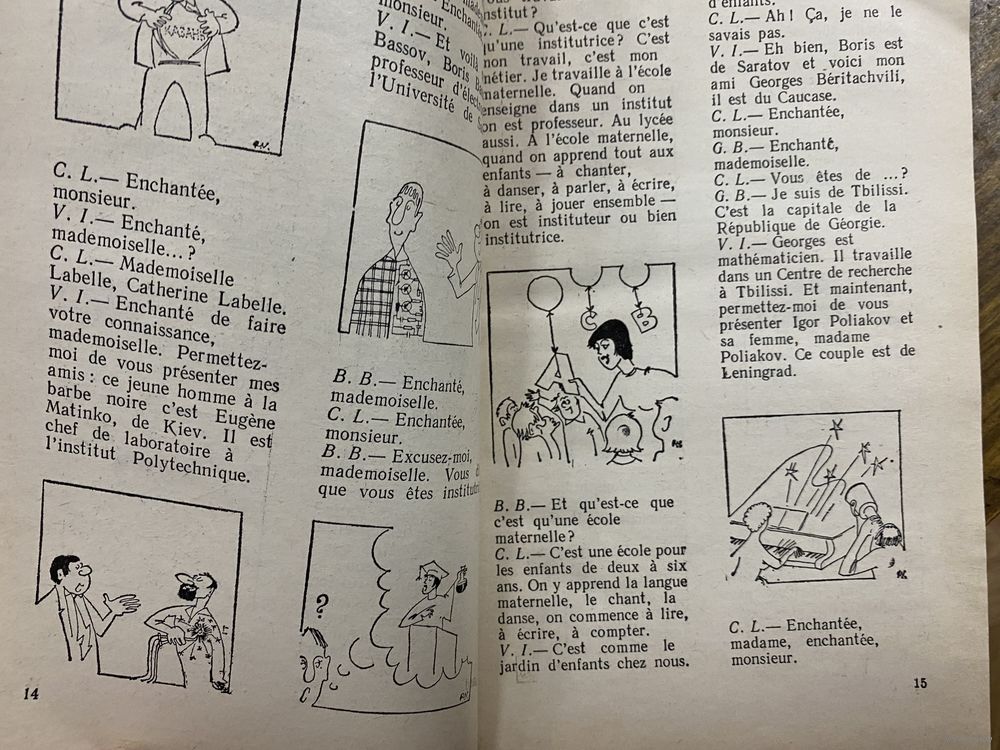 КАЗАНЬ
C. L.— Enchantée,
monsieur.
V. I.— Enchanté,
mademoiselle... ?
C. L.— Mademoiselle
Labelle, Catherine Labelle.
V. I.— Enchanté de faire
votre connaissance,
mademoiselle. Permettez-
moi de vous présenter mes
amis : ce jeune homme à la
barbe noire c'est Eugène
Matinko, de Kiev. Il est
chef de laboratoire à
l'institut Polytechnique.
14
monsieur.
V. I.— Et voilà
Bassov, Boris
professeur d'élec
l'Université de
B. B.— Enchanté,
mademoiselle.
C. L.— Enchantée,
monsieur.
B. B.— Excusez-moi,
mademoiselle. Vous
que vous êtes institut
?
institut ?
C. L.— Qu'est-ce que c'est
qu'une institutrice? C'est
mon travail, c'est mon
métier. Je travaille à l'école
maternelle. Quand on
enseigne dans un institut
on est professeur. Au lycée
aussi. À l'école maternelle,
quand on apprend tout aux
enfants — à chanter,
à danser, à parler, à écrire,
à lire, à jouer ensemble —
on est instituteur ou bien
institutrice.
C B
A
B. B.— Et qu'est-ce que
c'est qu'une école
maternelle ?
C. L.— C'est une école pour
les enfants de deux à six
ans. On y apprend la langue
maternelle, le chant, la
danse, on commence à lire,
à écrire, à compter.
V. I.— C'est comme le
jardin d'enfants chez nous.
d'enfants.
C. L.— Ah! Ça, je ne le
savais pas.
V. I.— Eh bien, Boris est
de Saratov et voici mon
ami Georges Béritachvili,
il est du Caucase.
C. L.— Enchantée,
monsieur.
G. B.— Enchanté,
mademoiselle.
C. L.— Vous êtes de ...?
G. B.— Je suis de Tbilissi.
C'est la capitale de la
République de Géorgie.
V. I.— Georges est
mathématicien. Il travaille
dans un Centre de recherche
à Tbilissi. Et maintenant,
permettez-moi de vous
présenter Igor Poliakov et
sa femme, madame
Poliakov. Ce couple est de
Leningrad.
C. L.— Enchantée,
madame, enchantée,
monsieur.
15